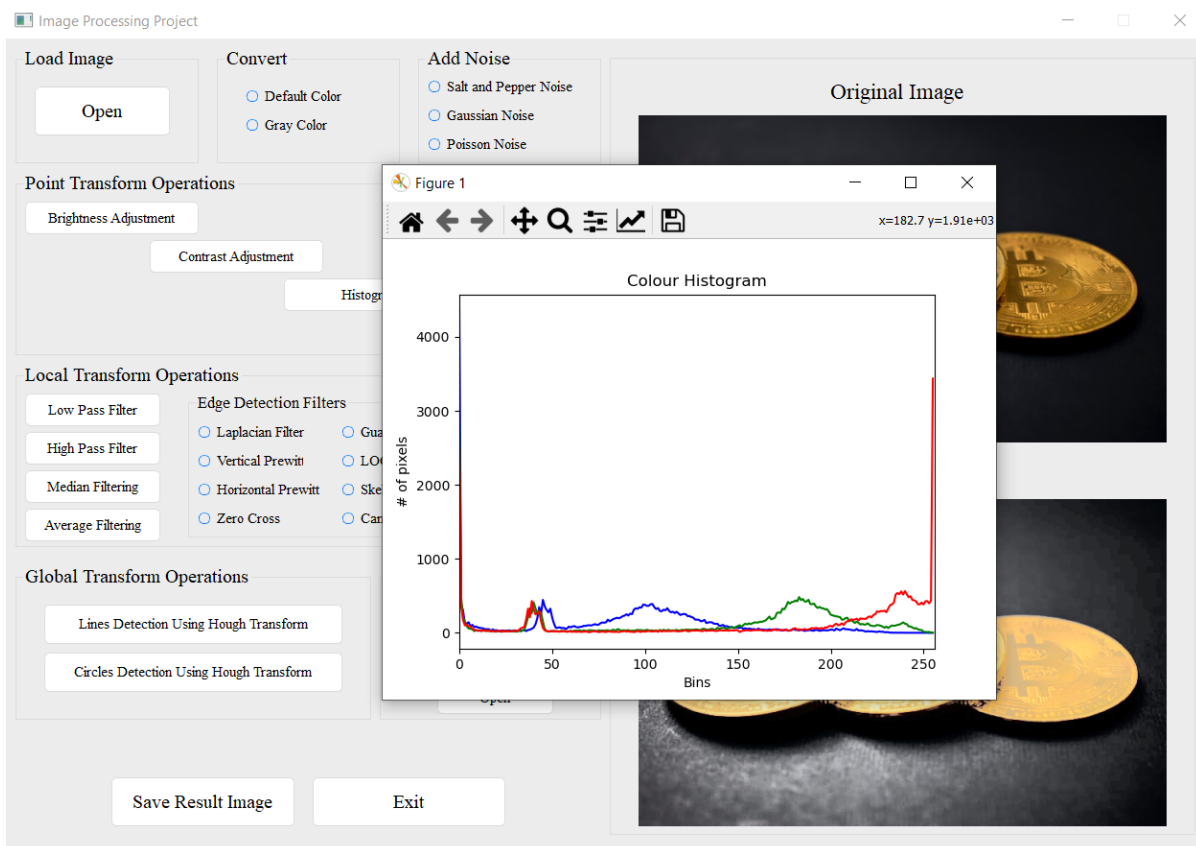 Image Processing Project
Load Image
Open
Convert
Default Color
Gray Color
Add Noise
Salt and Pepper Noise
Gaussian Noise
Poisson Noise
Point Transform Operations
Brightness Adjustment
Contrast Adjustment
Local Transform Operations
Low Pass Filter
High Pass Filter
Median Filtering
Average Filtering
Edge Detection Filters
Laplacian Filter
Vertical Prewitt
Horizontal Prewitt
Zero Cross
Global Transform Operations
Lines Detection Using Hough Transform
Circles Detection Using Hough Transform
Open
Save Result Image
Exit
Original Image
Figure 1
x=182.7 y=1.91e+03
Colour Histogram
# of pixels
4000
3000
2000
1000
0
0 50 100 150 200 250
Bins